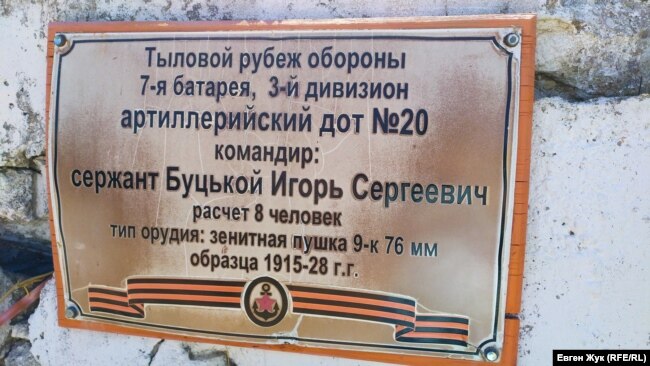 Тыловой рубеж обороны
7-я батарея, 3-й дивизион
артиллерийский дот №20
командир:
сержант Буцькой Игорь Сергеевич
расчет 8 человек
тип орудия: зенитная пушка 9-к 76 мм
образца 1915-28 г.г.
Евген Жук (RFE/RL)